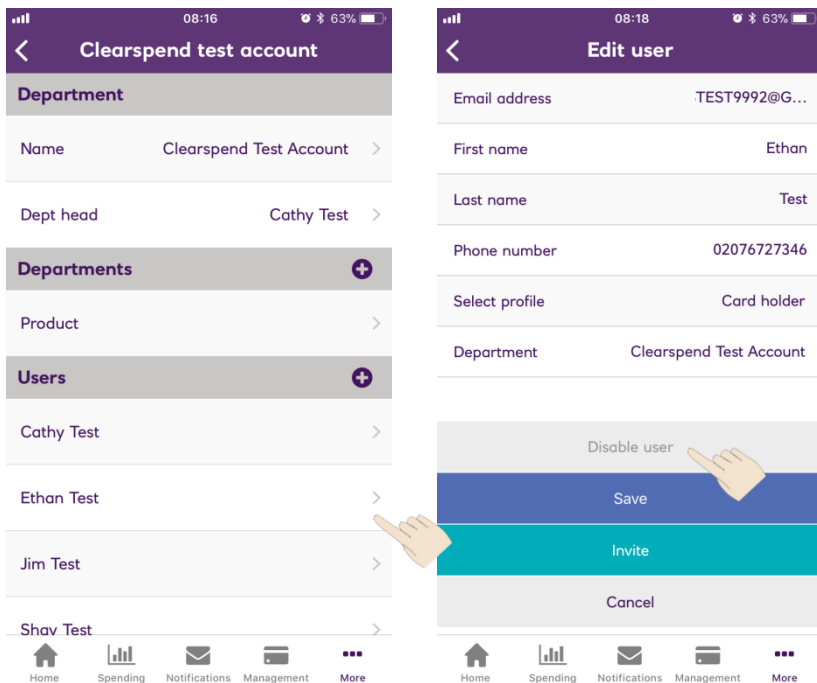 08:16
63%
Clearspend test account
Department
Name Clearspend Test Account
Dept head Cathy Test
Departments
Product
Users
Cathy Test
Ethan Test
Jim Test
Shay Test
Home Spending Notifications Management More
08:18
63%
Edit user
Email address TEST9992@G...
First name Ethan
Last name Test
Phone number 02076727346
Select profile Card holder
Department Clearspend Test Account
Disable user
Save
Invite
Cancel
Home Spending Notifications Management More